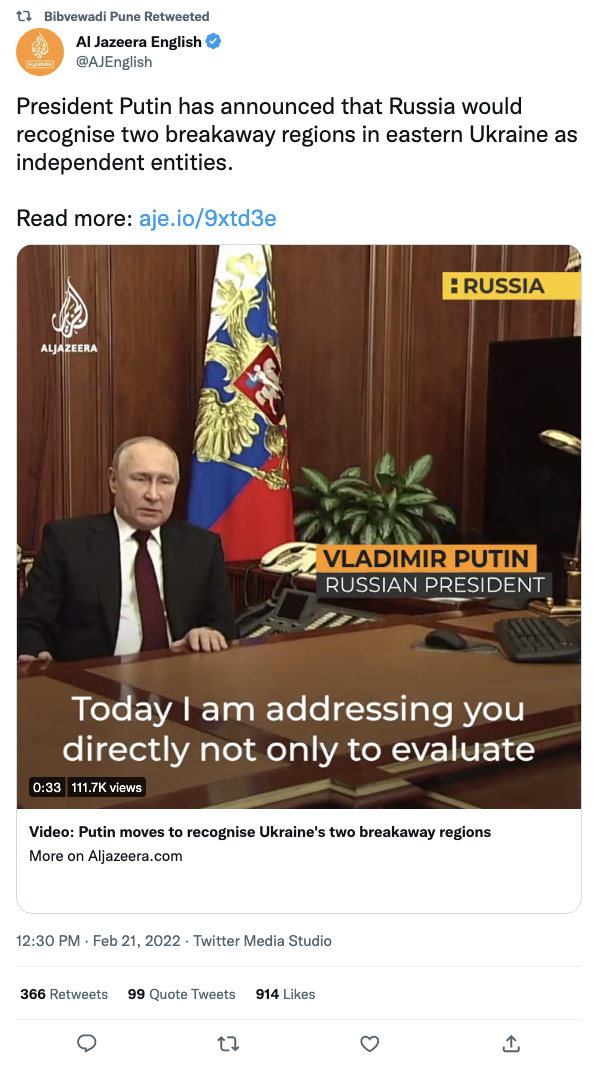 Bibvewadi Pune Retweeted
Al Jazeera English
@AJEnglish
President Putin has announced that Russia would
recognise two breakaway regions in eastern Ukraine as
independent entities.
Read more: aje.io/9xtd3e
ALJAZEERA
: RUSSIA
ALJAZEERA
VLADIMIR PUTIN
RUSSIAN PRESIDENT
Today I am addressing you
directly not only to evaluate
0:33 111.7K views
Video: Putin moves to recognise Ukraine's two breakaway regions
More on Aljazeera.com
12:30 PM · Feb 21, 2022 · Twitter Media Studio
366 Retweets 99 Quote Tweets 914 Likes